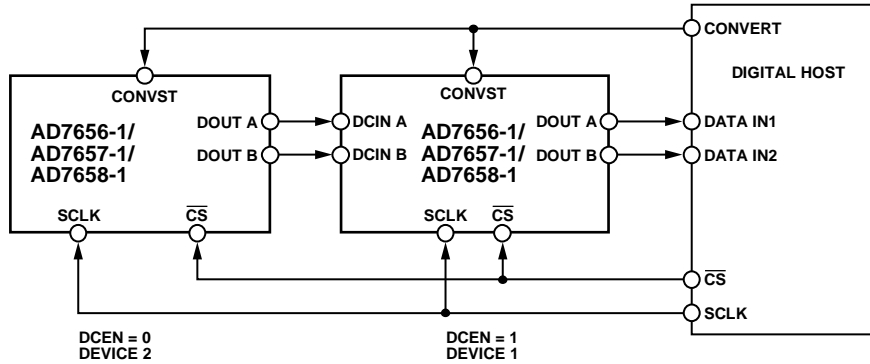 CONVERT
DIGITAL HOST
CONVST
CONVST
AD7656-1/
AD7657-1/
AD7658-1
DOUT A
DOUT B
DCIN A
DCIN B
AD7656-1/
AD7657-1/
AD7658-1
DOUT A
DOUT B
DATA IN1
DATA IN2
SCLK
CS
SCLK
CS
CS
SCLK
DCEN = 0
DEVICE 2
DCEN = 1
DEVICE 1